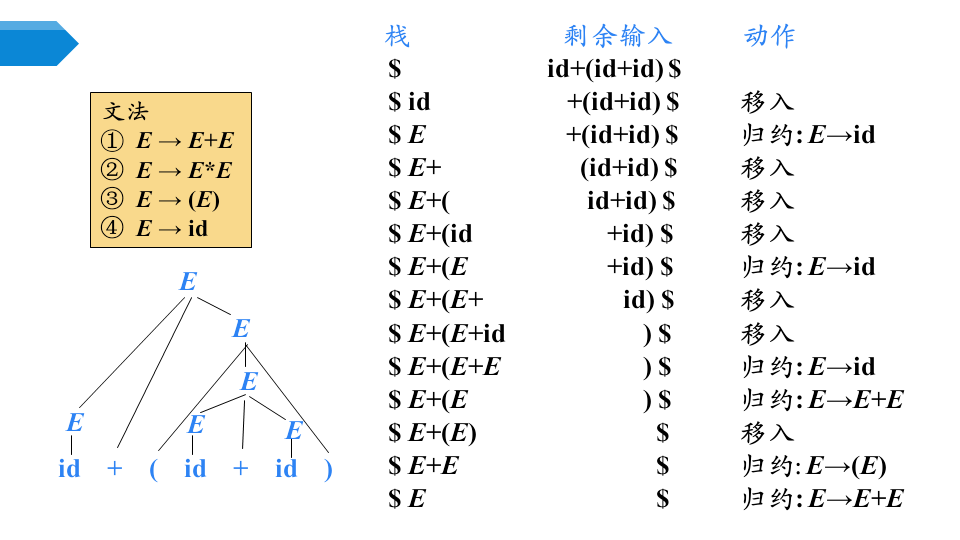 栈 剩余输入 动作
$ id+(id+id) $
$ id +(id+id) $ 移入
$ E +(id+id) $ 归约: E→id
$ E+ (id+id) $ 移入
$ E+( id+id) $ 移入
$ E+(id +id) $ 移入
$ E+(E +id) $ 归约: E→id
$ E+(E+ id) $ 移入
$ E+(E+id ) $ 移入
$ E+(E+E ) $ 归约: E→id
$ E+(E ) $ 归约: E→E+E
$ E+(E) $ 移入
$ E+E $ 归约: E→(E)
$ E $ 归约: E→E+E
文法
① E → E+E
② E → E*E
③ E → (E)
④ E → id
E
E
E
E E E
id + ( id + id )